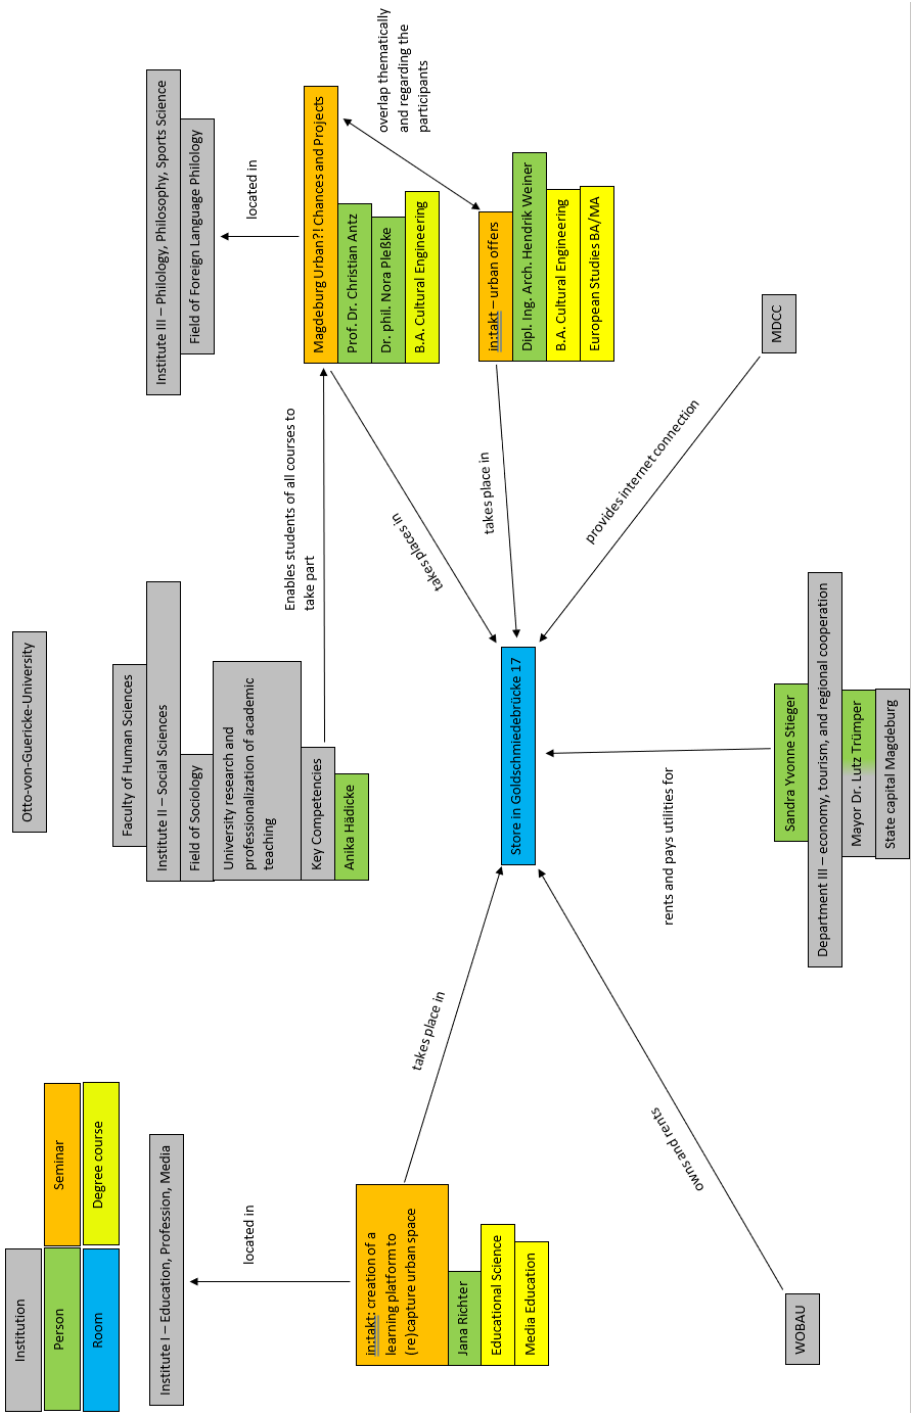 Institution
Person
Seminar
Room
Degree course
Otto-von-Guericke-University
Faculty of Human Sciences
Institute I – Education, Profession, Media
Institute II – Social Sciences
Field of Sociology
University research and
professionalization of academic
teaching
Key Competencies
Anika Hädicke
Institute III – Philology, Philosophy, Sports Science
Field of Foreign Language Philology
located in
located in
Enables students of all courses to
take part
Magdeburg Urban?! Chances and Projects
Prof. Dr. Christian Antz
Dr. phil. Nora Pleßke
B.A. Cultural Engineering
overlap thematically
and regarding the
participants
in:takt: creation of a
learning platform to
(re)capture urban space
Jana Richter
Educational Science
Media Education
takes place in
takes places in
takes place in
in:takt – urban offers
Dipl. Ing. Arch. Hendrik Weiner
B.A. Cultural Engineering
European Studies BA/MA
Store in Goldschmiedebrücke 17
owns and rents
rents and pays utilities for
provides internet connection
WOBAU
Sandra Yvonne Stieger
Department III – economy, tourism, and regional cooperation
Mayor Dr. Lutz Trümper
State capital Magdeburg
MDCC